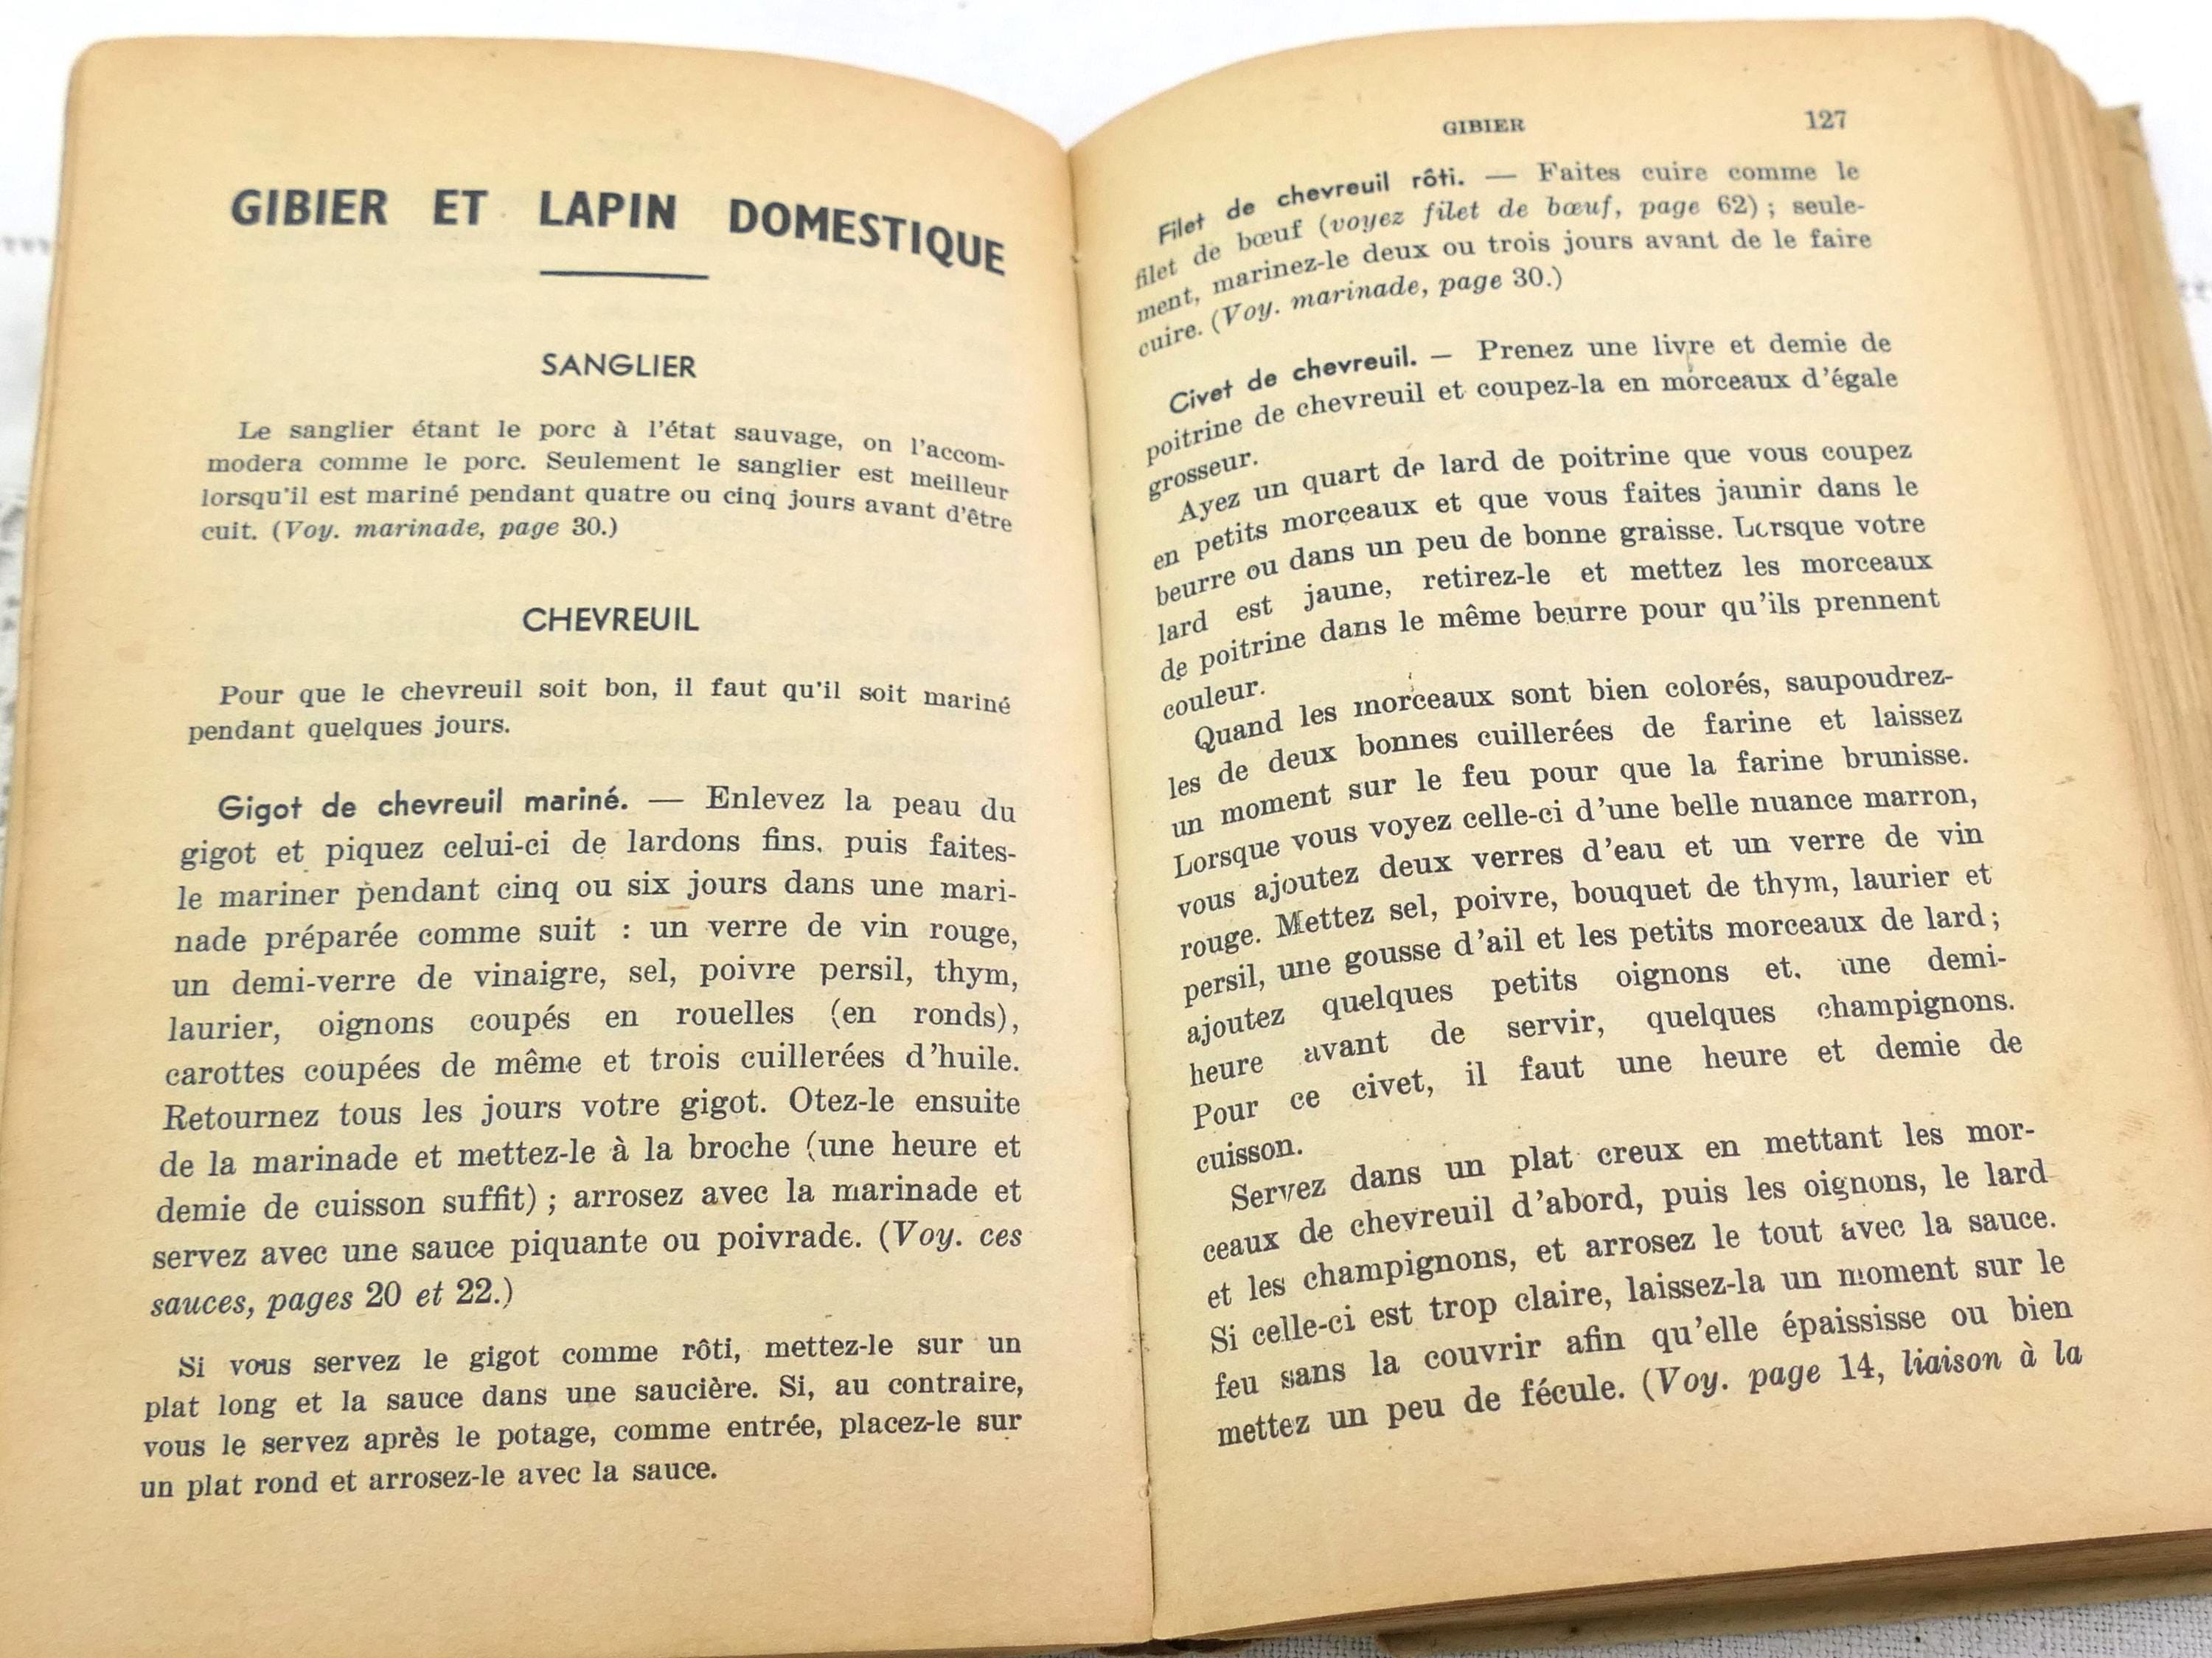 GIBIER ET LAPIN DOMESTIQUE
SANGLIER
Le sanglier étant le porc à l'état sauvage, on l'accom-
modera comme le porc. Seulement le sanglier est meilleur
lorsqu'il est mariné pendant quatre ou cinq jours avant d'être
cuit. (Voy. marinade, page 30.)
CHEVREUIL
Pour que le chevreuil soit bon, il faut qu'il soit mariné
pendant quelques jours.
Gigot de chevreuil mariné. — Enlevez la peau du
gigot et piquez celui-ci de lardons fins, puis faites-
le mariner pendant cinq ou six jours dans une mari-
nade préparée comme suit : un verre de vin rouge,
un demi-verre de vinaigre, sel, poivre persil, thym,
laurier, oignons coupés en rouelles (en ronds),
carottes coupées de même et trois cuillerées d'huile.
Retournez tous les jours votre gigot. Otez-le ensuite
de la marinade et mettez-le à la broche (une heure et
demie de cuisson suffit) ; arrosez avec la marinade et
servez avec une sauce piquante ou poivrade. (Voy. ces
sauces, pages 20 et 22.)
Si vous servez le gigot comme rôti, mettez-le sur un
plat long et la sauce dans une saucière. Si, au contraire,
vous le servez après le potage, comme entrée, placez-le sur
un plat rond et arrosez-le avec la sauce.
GIBIER 127
Filet de chevreuil rôti. — Faites cuire comme le
filet de bœuf (voyez filet de bœuf, page 62) ; seule-
ment, marinez-le deux ou trois jours avant de le faire
cuire. (Voy. marinade, page 30.)
Civet de chevreuil. — Prenez une livre et demie de
poitrine de chevreuil et coupez-la en morceaux d'égale
grosseur.
Ayez un quart de lard de poitrine que vous coupez
en petits morceaux et que vous faites jaunir dans le
beurre ou dans un peu de bonne graisse. Lorsque votre
lard est jaune, retirez-le et mettez les morceaux
de poitrine dans le même beurre pour qu'ils prennent
couleur.
Quand les morceaux sont bien colorés, saupoudrez-
les de deux bonnes cuillerées de farine et laissez
un moment sur le feu pour que la farine brunisse.
Lorsque vous voyez celle-ci d'une belle nuance marron,
vous ajoutez deux verres d'eau et un verre de vin
rouge. Mettez sel, poivre, bouquet de thym, laurier et
persil, une gousse d'ail et les petits morceaux de lard ;
ajoutez quelques petits oignons et, une demi-
heure avant de servir, quelques champignons.
Pour ce civet, il faut une heure et demie de
cuisson.
Servez dans un plat creux en mettant les mor-
ceaux de chevreuil d'abord, puis les oignons, le lard
et les champignons, et arrosez le tout avec la sauce.
Si celle-ci est trop claire, laissez-la un moment sur le
feu sans la couvrir afin qu'elle épaississe ou bien
mettez un peu de fécule. (Voy. page 14, liaison à la